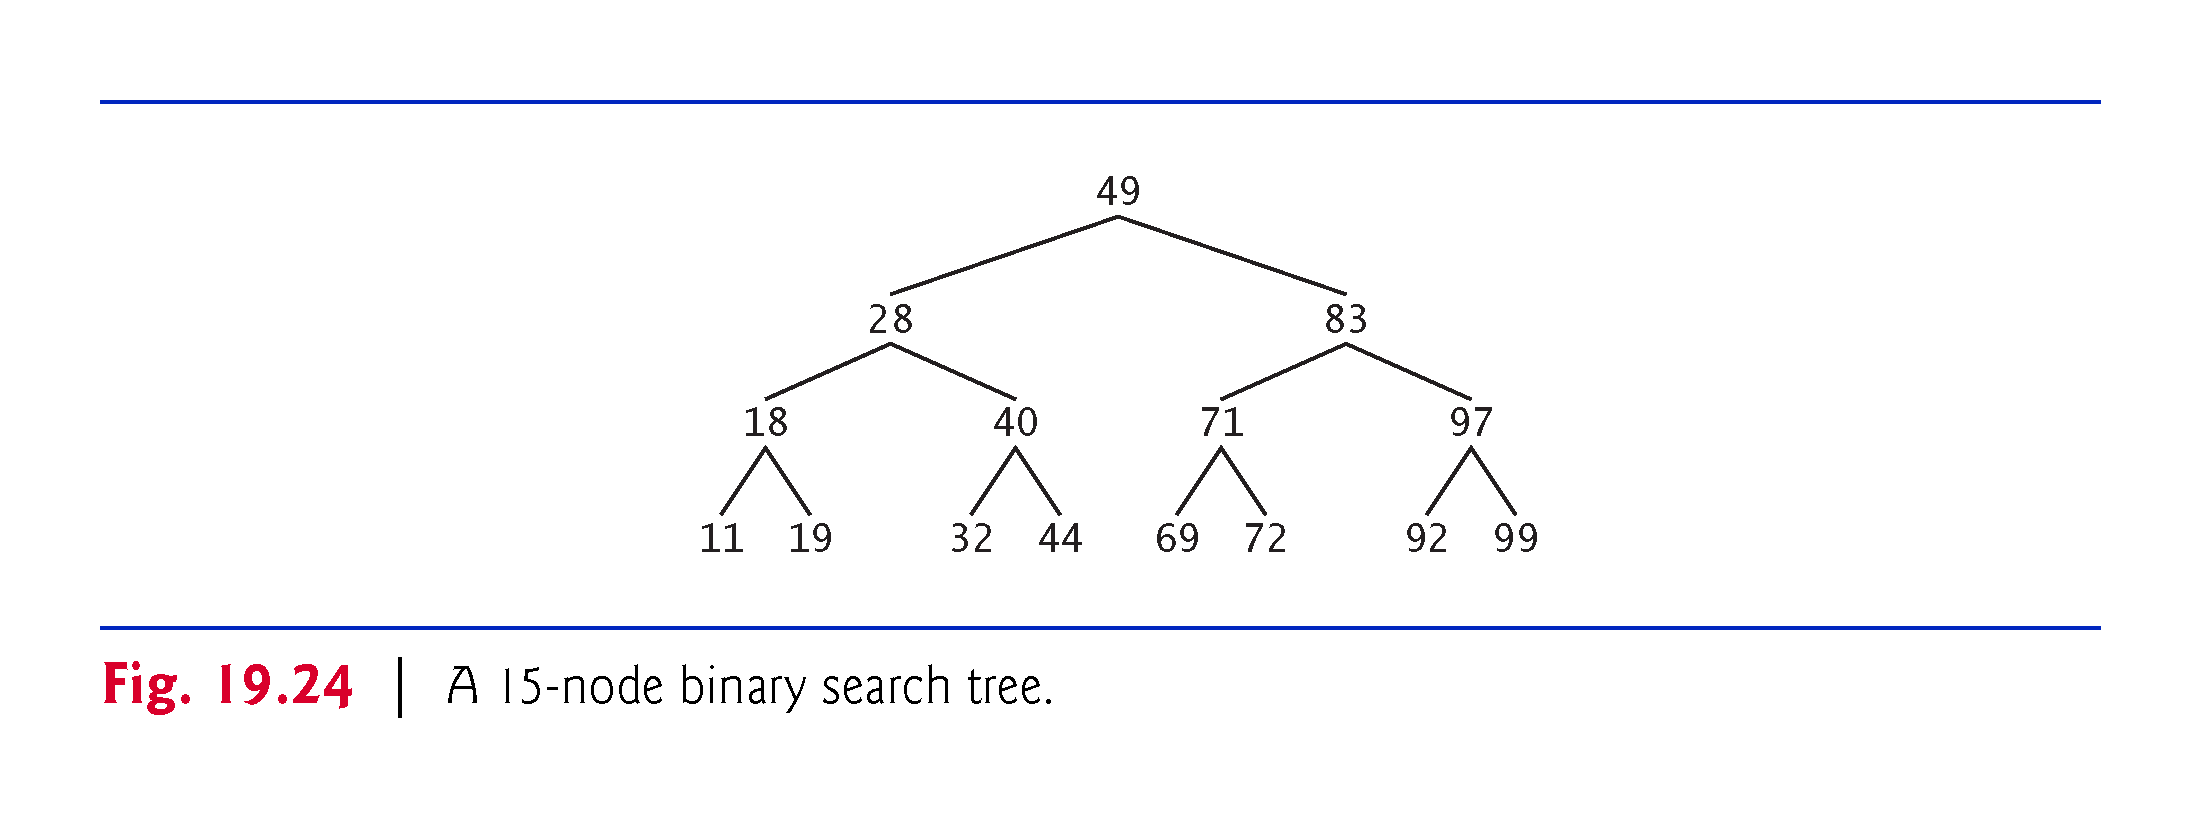 49
28 83
18 40 71 97
11 19 32 44 69 72 92 99
Fig. 19.24 | A 15-node binary search tree.